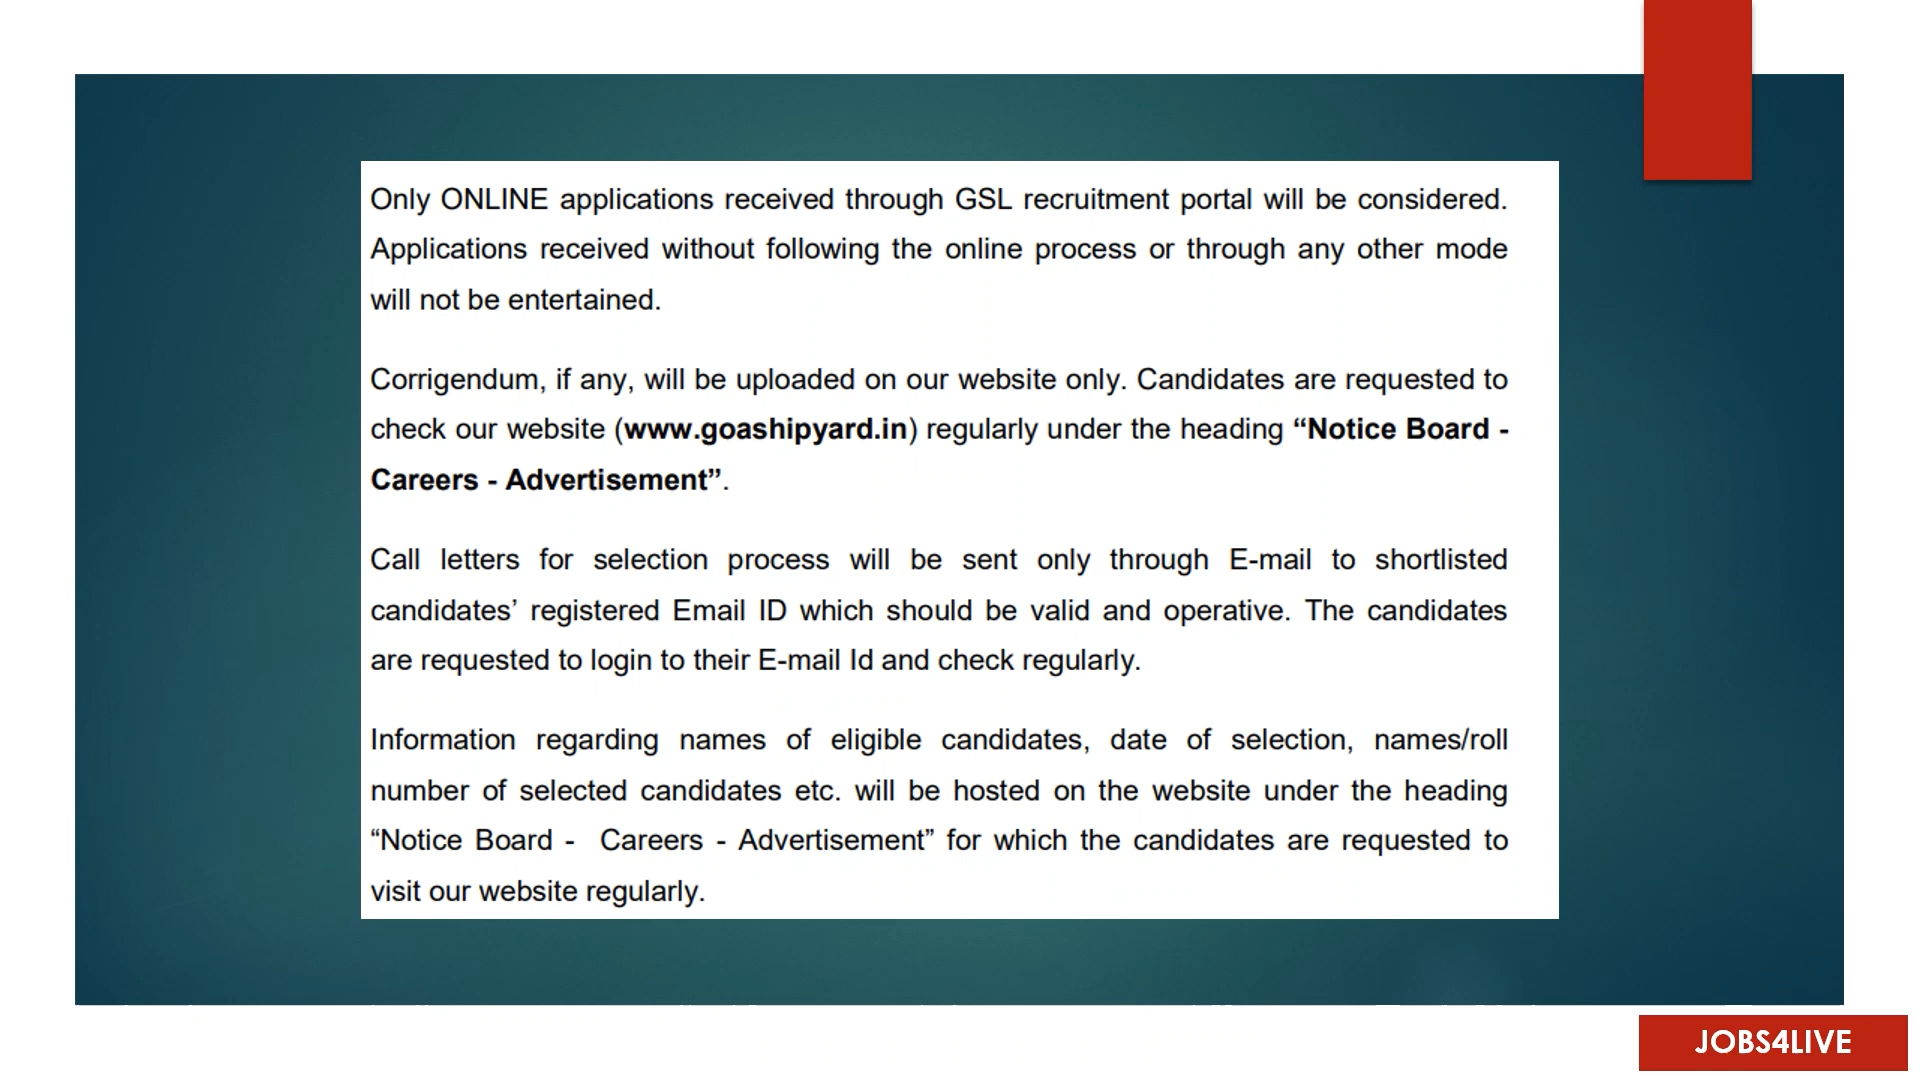 Only ONLINE applications received through GSL recruitment portal will be considered.
Applications received without following the online process or through any other mode
will not be entertained.
Corrigendum, if any, will be uploaded on our website only. Candidates are requested to
check our website (www.goashipyard.in) regularly under the heading “Notice Board -
Careers - Advertisement”.
Call letters for selection process will be sent only through E-mail to shortlisted
candidates’ registered Email ID which should be valid and operative. The candidates
are requested to login to their E-mail Id and check regularly.
Information regarding names of eligible candidates, date of selection, names/roll
number of selected candidates etc. will be hosted on the website under the heading
“Notice Board -  Careers - Advertisement” for which the candidates are requested to
visit our website regularly.
JOBS4LIVE